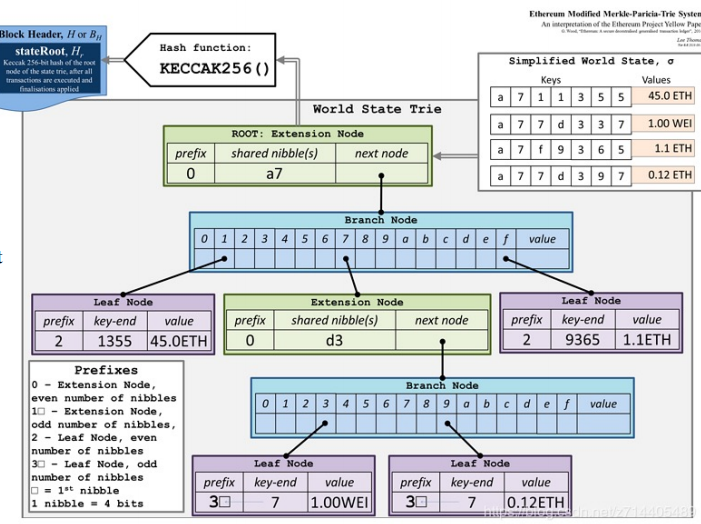 Ethereum Modified Merkle-Paricia-Trie System
An interpretation of the Ethereum Project Yellow Paper
Block Header, H or B_H
stateRoot, H_r
Keccak 256-bit hash of the root
node of the state trie, after all
transactions are executed and
finalisations applied
Hash function:
KECCAK256()
Simplified World State, σ
Keys Values
a 7 1 1 3 5 5 45.0 ETH
a 7 7 d 3 3 7 1.00 WEI
a 7 f 9 3 6 5 1.1 ETH
a 7 7 d 3 9 7 0.12 ETH
World State Trie
ROOT: Extension Node
prefix shared nibble(s) next node
0 a7
Branch Node
0 1 2 3 4 5 6 7 8 9 a b c d e f value
t
Leaf Node
prefix key-end value
2 1355 45.0ETH
Extension Node
prefix shared nibble(s) next node
0 d3
Leaf Node
prefix key-end value
2 9365 1.1ETH
Prefixes
0 - Extension Node,
even number of nibbles
1□ - Extension Node,
odd number of nibbles,
2 - Leaf Node, even
number of nibbles
3□ - Leaf Node, odd
number of nibbles
□ = 1st nibble
1 nibble = 4 bits
Branch Node
0 1 2 3 4 5 6 7 8 9 a b c d e f value
Leaf Node
prefix key-end value
3□ 7 1.00WEI
Leaf Node
prefix key-end value
3□ 7 0.12ETH
https://blog.csdn.net/z714405489